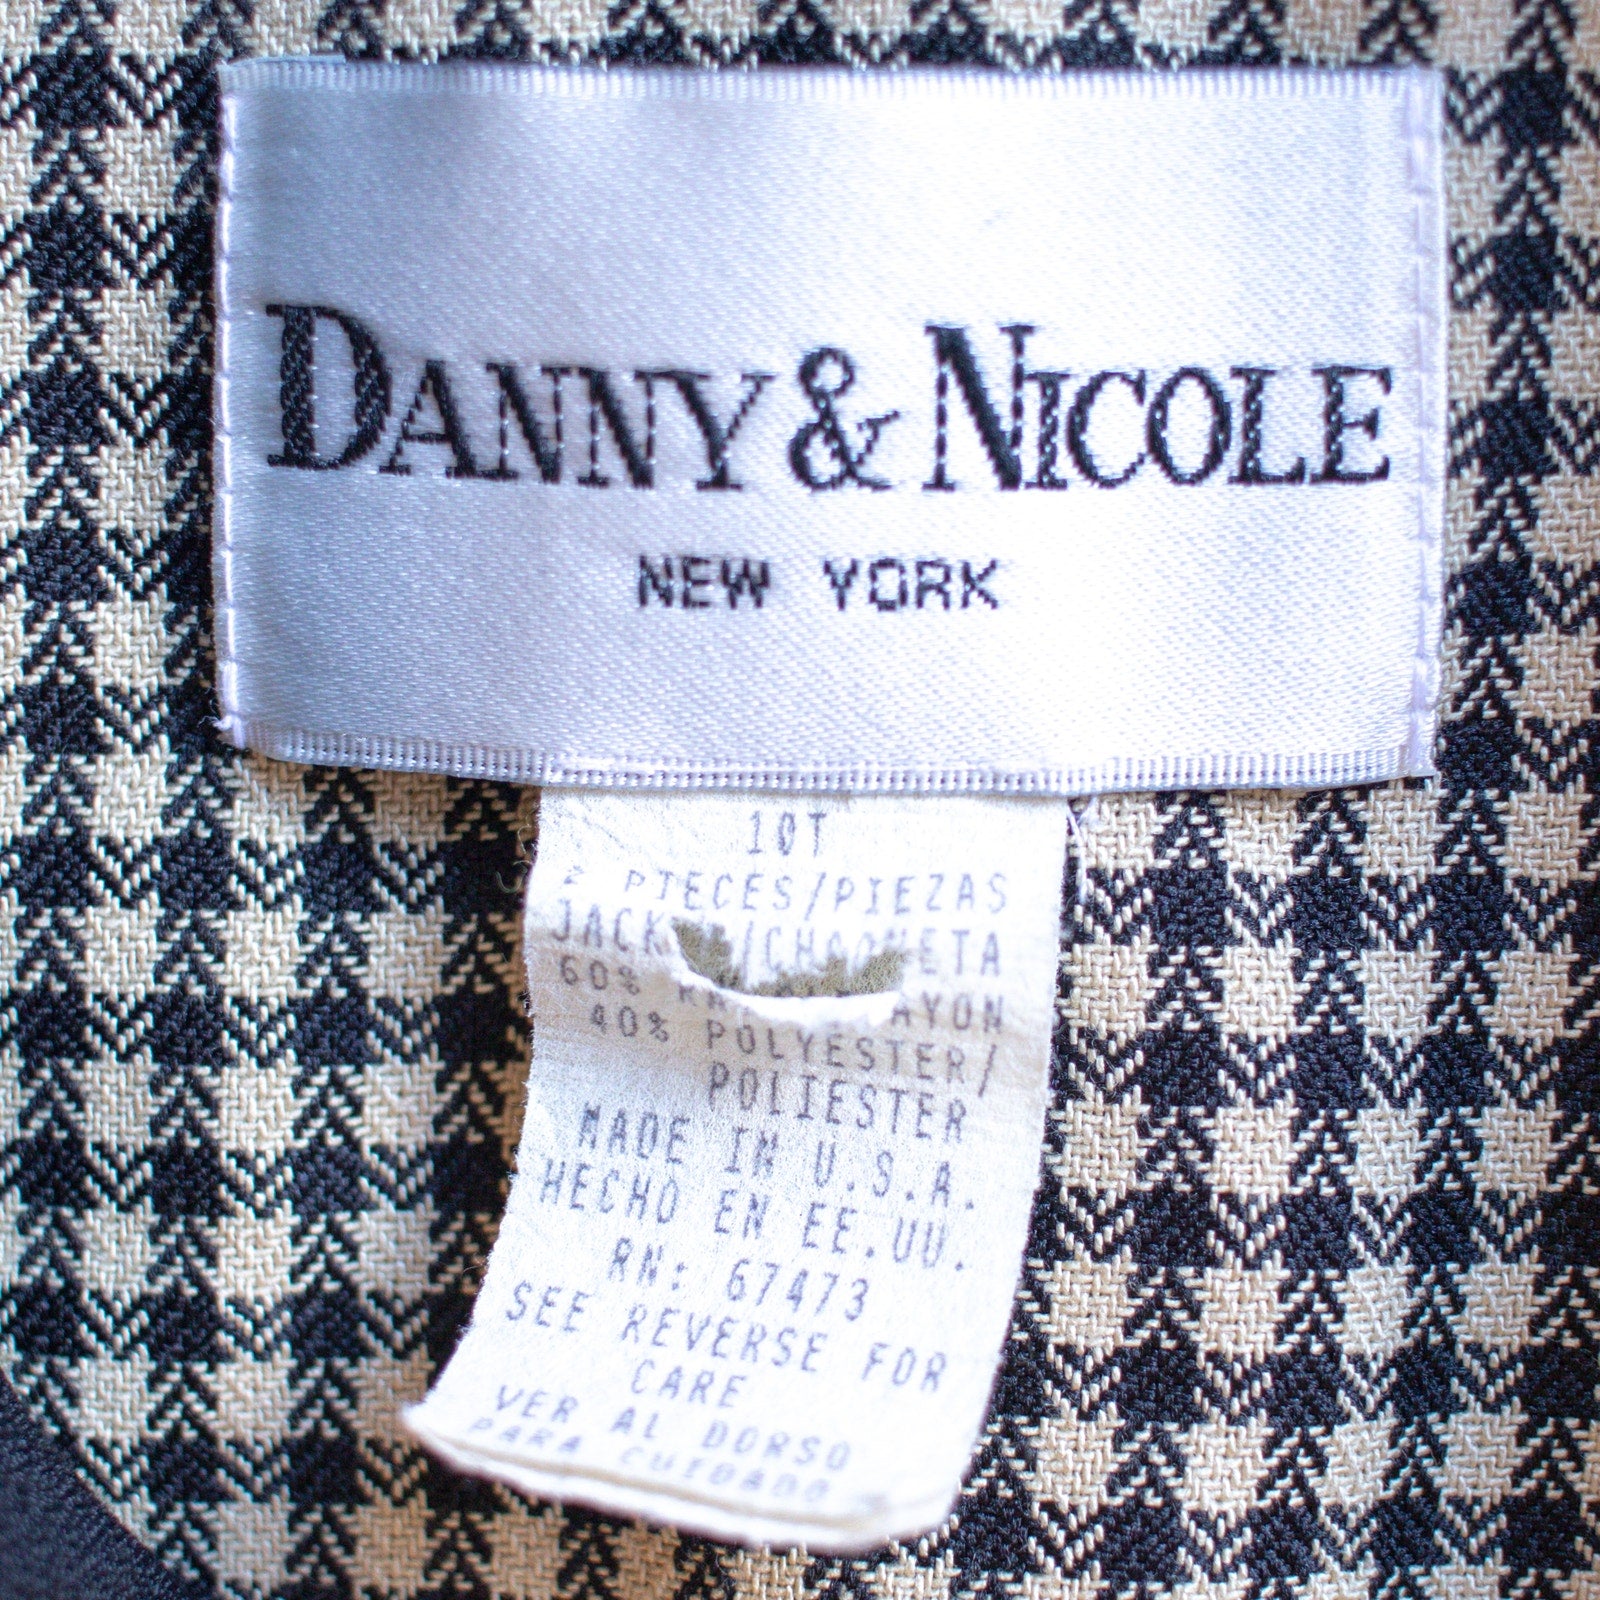 DANNY & NICOLE
NEW YORK
10T
2 PIECES/PIEZAS
60%
40% POLYESTER/
POLIESTER
MADE IN U.S.A.
HECHO EN EE.UU.
RN: 67473
SEE REVERSE FOR
CARE
VER AL DORSO
PARA CUIDADO